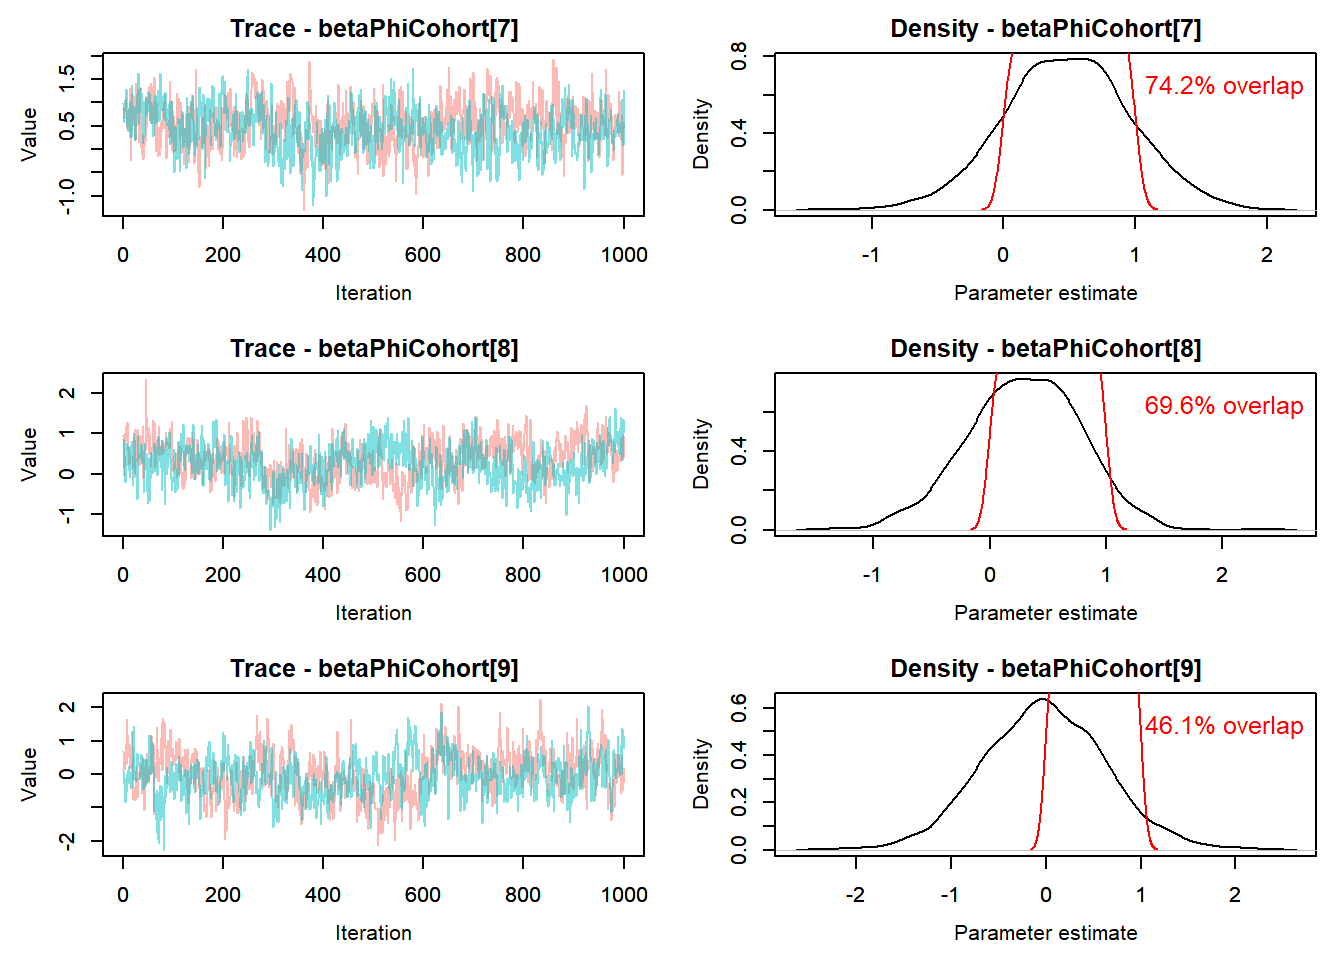 Trace - betaPhiCohort[7]
Value
-1.0 0.5 1.5
0 200 400 600 800 1000
Iteration
Density - betaPhiCohort[7]
Density
0.0 0.4 0.8
74.2% overlap
-1 0 1 2
Parameter estimate
Trace - betaPhiCohort[8]
Value
-1 0 1 2
0 200 400 600 800 1000
Iteration
Density - betaPhiCohort[8]
Density
0.0 0.4
69.6% overlap
-1 0 1 2
Parameter estimate
Trace - betaPhiCohort[9]
Value
-2 0 1 2
0 200 400 600 800 1000
Iteration
Density - betaPhiCohort[9]
Density
0.0 0.2 0.4 0.6
46.1% overlap
-2 -1 0 1 2
Parameter estimate